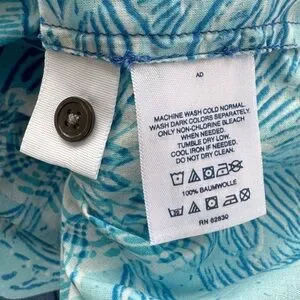 AD
MACHINE WASH COLD NORMAL.
WASH DARK COLORS SEPARATELY.
ONLY NON-CHLORINE BLEACH
WHEN NEEDED.
TUMBLE DRY LOW.
COOL IRON IF NEEDED.
DO NOT DRY CLEAN.
100% BAUMWOLLE
RN 62830